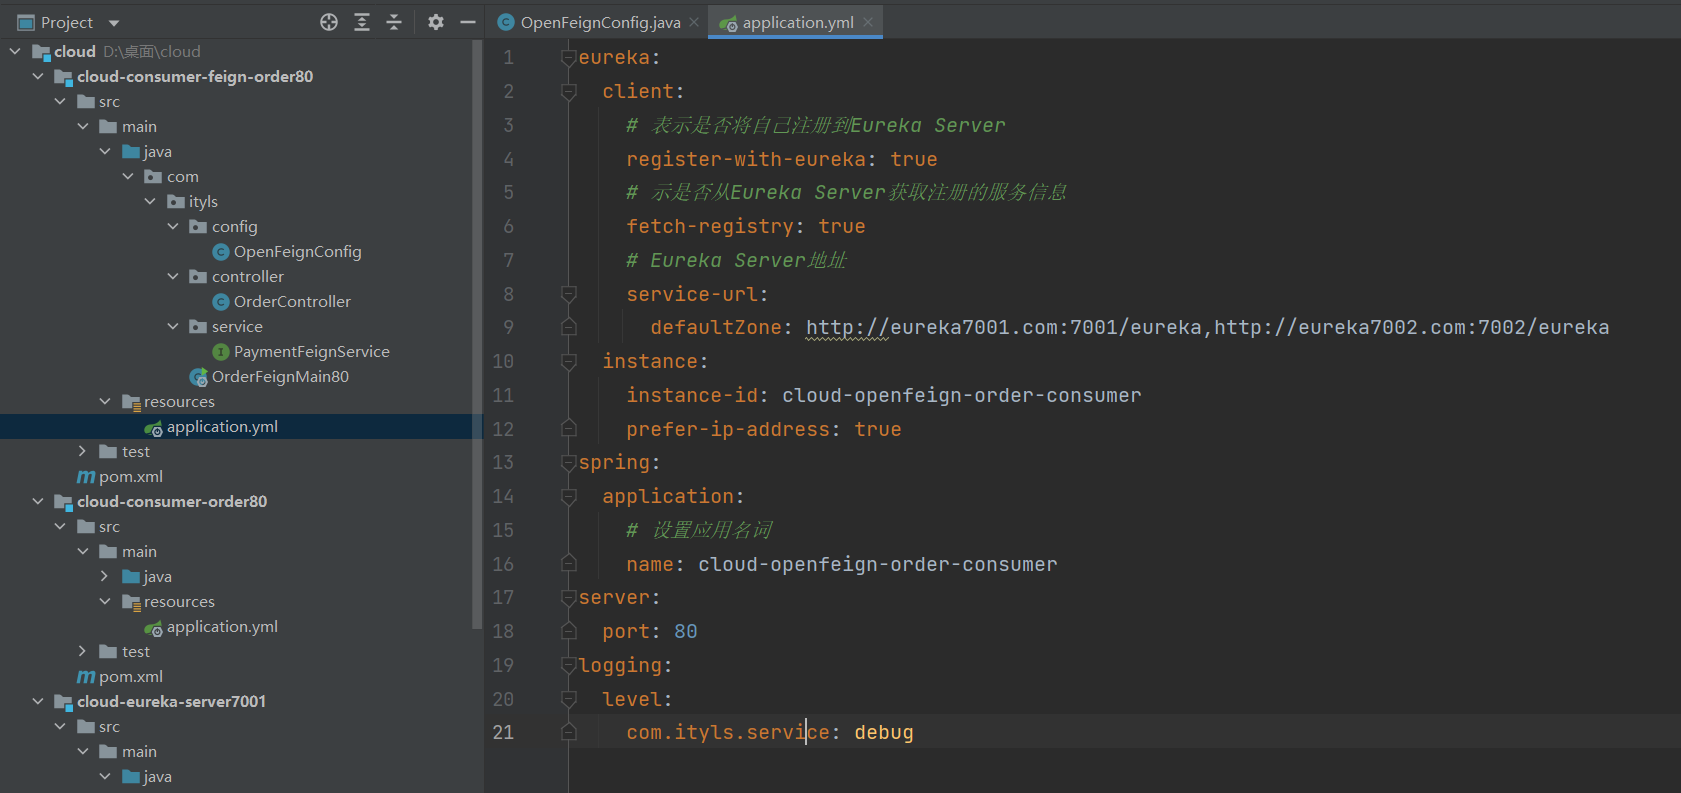 Project
cloud D:\桌面\cloud
cloud-consumer-feign-order80
src
main
java
com
ityls
config
OpenFeignConfig
controller
OrderController
service
PaymentFeignService
OrderFeignMain80
resources
application.yml
test
pom.xml
cloud-consumer-order80
src
main
java
resources
application.yml
test
pom.xml
cloud-eureka-server7001
src
main
java
OpenFeignConfig.java
application.yml
1 eureka:
2 client:
3 # 表示是否将自己注册到Eureka Server
4 register-with-eureka: true
5 # 示是否从Eureka Server获取注册的服务信息
6 fetch-registry: true
7 # Eureka Server地址
8 service-url:
9 defaultZone: http://eureka7001.com:7001/eureka,http://eureka7002.com:7002/eureka
10 instance:
11 instance-id: cloud-openfeign-order-consumer
12 prefer-ip-address: true
13 spring:
14 application:
15 # 设置应用名词
16 name: cloud-openfeign-order-consumer
17 server:
18 port: 80
19 logging:
20 level:
21 com.ityls.service: debug